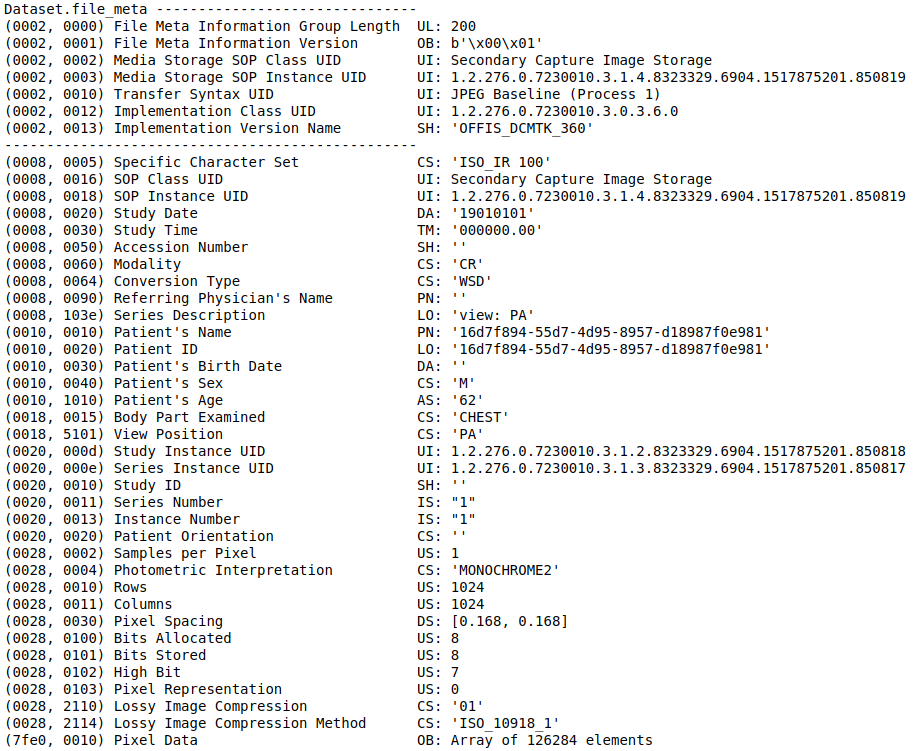 Dataset.file_meta -------------------------------
(0002, 0000) File Meta Information Group Length  UL: 200
(0002, 0001) File Meta Information Version       OB: b'\x00\x01'
(0002, 0002) Media Storage SOP Class UID         UI: Secondary Capture Image Storage
(0002, 0003) Media Storage SOP Instance UID      UI: 1.2.276.0.7230010.3.1.4.8323329.6904.1517875201.850819
(0002, 0010) Transfer Syntax UID                 UI: JPEG Baseline (Process 1)
(0002, 0012) Implementation Class UID            UI: 1.2.276.0.7230010.3.0.3.6.0
(0002, 0013) Implementation Version Name         SH: 'OFFIS_DCMTK_360'
-------------------------------------------------
(0008, 0005) Specific Character Set              CS: 'ISO_IR 100'
(0008, 0016) SOP Class UID                       UI: Secondary Capture Image Storage
(0008, 0018) SOP Instance UID                    UI: 1.2.276.0.7230010.3.1.4.8323329.6904.1517875201.850819
(0008, 0020) Study Date                          DA: '19010101'
(0008, 0030) Study Time                          TM: '000000.00'
(0008, 0050) Accession Number                    SH: ''
(0008, 0060) Modality                            CS: 'CR'
(0008, 0064) Conversion Type                     CS: 'WSD'
(0008, 0090) Referring Physician's Name          PN: ''
(0008, 103e) Series Description                  LO: 'view: PA'
(0010, 0010) Patient's Name                      PN: '16d7f894-55d7-4d95-8957-d18987f0e981'
(0010, 0020) Patient ID                          LO: '16d7f894-55d7-4d95-8957-d18987f0e981'
(0010, 0030) Patient's Birth Date                DA: ''
(0010, 0040) Patient's Sex                       CS: 'M'
(0010, 1010) Patient's Age                       AS: '62'
(0018, 0015) Body Part Examined                  CS: 'CHEST'
(0018, 5101) View Position                       CS: 'PA'
(0020, 000d) Study Instance UID                  UI: 1.2.276.0.7230010.3.1.2.8323329.6904.1517875201.850818
(0020, 000e) Series Instance UID                 UI: 1.2.276.0.7230010.3.1.3.8323329.6904.1517875201.850817
(0020, 0010) Study ID                            SH: ''
(0020, 0011) Series Number                       IS: "1"
(0020, 0013) Instance Number                     IS: "1"
(0020, 0020) Patient Orientation                 CS: ''
(0028, 0002) Samples per Pixel                   US: 1
(0028, 0004) Photometric Interpretation          CS: 'MONOCHROME2'
(0028, 0010) Rows                                US: 1024
(0028, 0011) Columns                             US: 1024
(0028, 0030) Pixel Spacing                       DS: [0.168, 0.168]
(0028, 0100) Bits Allocated                      US: 8
(0028, 0101) Bits Stored                         US: 8
(0028, 0102) High Bit                            US: 7
(0028, 0103) Pixel Representation                US: 0
(0028, 2110) Lossy Image Compression             CS: '01'
(0028, 2114) Lossy Image Compression Method      CS: 'ISO_10918_1'
(7fe0, 0010) Pixel Data                          OB: Array of 126284 elements